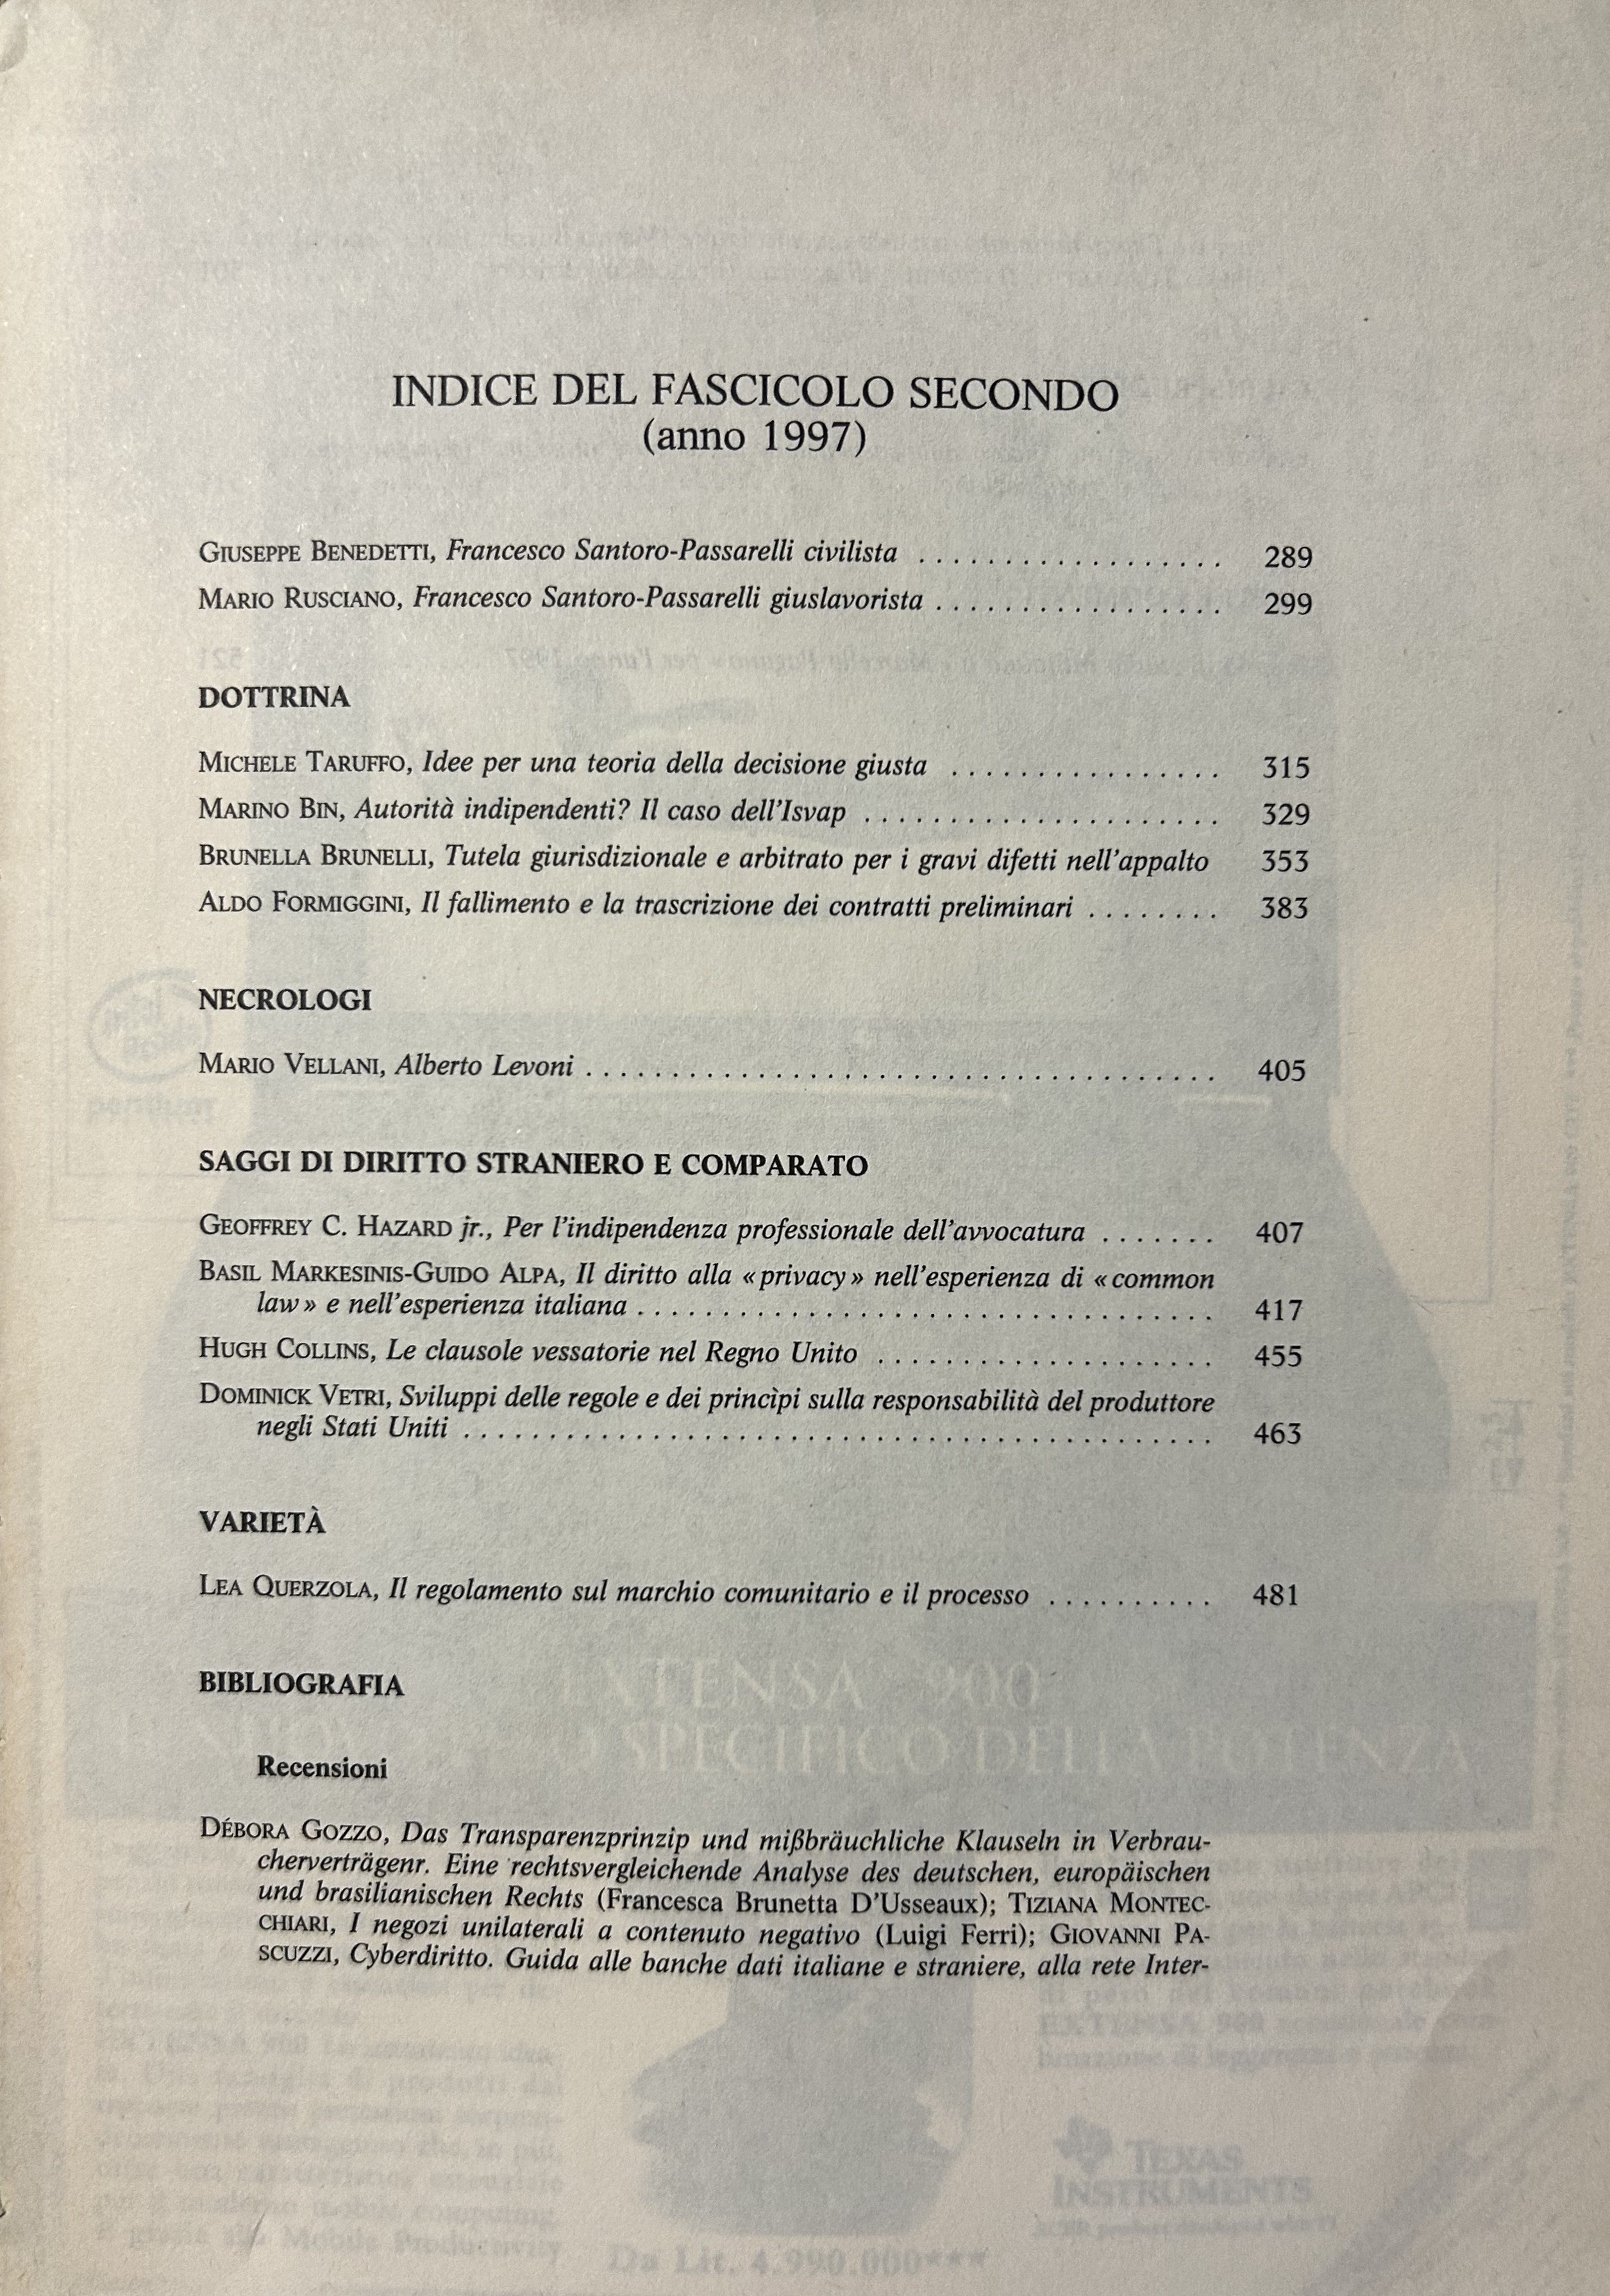 INDICE DEL FASCICOLO SECONDO
(anno 1997)
GIUSEPPE BENEDETTI, Francesco Santoro-Passarelli civilista . . . . . . . . . . . . . . . . . . 289
MARIO RUSCIANO, Francesco Santoro-Passarelli giuslavorista . . . . . . . . . . . . . . . . . 299
DOTTRINA
MICHELE TARUFFO, Idee per una teoria della decisione giusta . . . . . . . . . . . . . . . . 315
MARINO BIN, Autorità indipendenti? Il caso dell'Isvap . . . . . . . . . . . . . . . . . . . . . 329
BRUNELLA BRUNELLI, Tutela giurisdizionale e arbitrato per i gravi difetti nell'appalto 353
ALDO FORMIGGINI, Il fallimento e la trascrizione dei contratti preliminari . . . . . . . . 383
NECROLOGI
MARIO VELLANI, Alberto Levoni . . . . . . . . . . . . . . . . . . . . . . . . . . . . . . . . . . . . . 405
SAGGI DI DIRITTO STRANIERO E COMPARATO
GEOFFREY C. HAZARD jr., Per l'indipendenza professionale dell'avvocatura . . . . . . . 407
BASIL MARKESINIS-GUIDO ALPA, Il diritto alla «privacy» nell'esperienza di «common
law» e nell'esperienza italiana . . . . . . . . . . . . . . . . . . . . . . . . . . . . . . . . . . 417
HUGH COLLINS, Le clausole vessatorie nel Regno Unito . . . . . . . . . . . . . . . . . . . . 455
DOMINICK VETRI, Sviluppi delle regole e dei princìpi sulla responsabilità del produttore
negli Stati Uniti . . . . . . . . . . . . . . . . . . . . . . . . . . . . . . . . . . . . . . . . . . . . 463
VARIETÀ
LEA QUERZOLA, Il regolamento sul marchio comunitario e il processo . . . . . . . . . . 481
BIBLIOGRAFIA
Recensioni
DÉBORA GOZZO, Das Transparenzprinzip und mißbräuchliche Klauseln in Verbrau-
cherverträgenr. Eine rechtsvergleichende Analyse des deutschen, europäischen
und brasilianischen Rechts (Francesca Brunetta D'Usseaux); TIZIANA MONTEC-
CHIARI, I negozi unilaterali a contenuto negativo (Luigi Ferri); GIOVANNI PA-
SCUZZI, Cyberdiritto. Guida alle banche dati italiane e straniere, alla rete Inter-
TEXAS
INSTRUMENTS
Da Lit. 4.990.000***